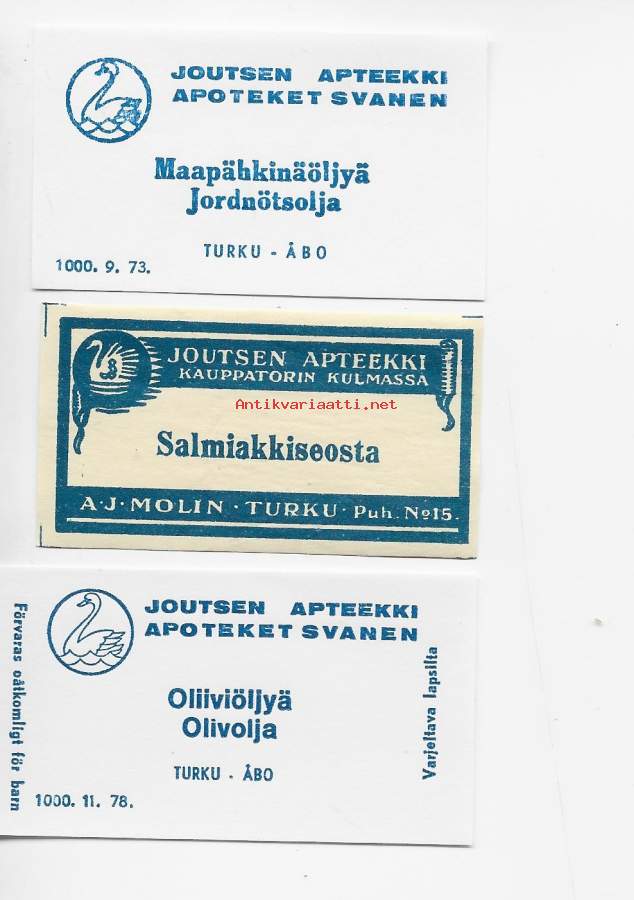 JOUTSEN APTEEKKI
APOTEKET SVANEN
Maapähkinäöljyä
Jordnötsolja
TURKU - ÅBO
1000. 9. 73.
JOUTSEN APTEEKKI
KAUPPATORIN KULMASSA
Antikvariaatti.net
Salmiakkiseosta
A·J·MOLIN · TURKU · Puh. No15.
JOUTSEN APTEEKKI
APOTEKET SVANEN
Förvaras oåtkomligt för barn
Oliiviöljyä
Olivolja
Varjeltava lapsilta
TURKU - ÅBO
1000. 11. 78.